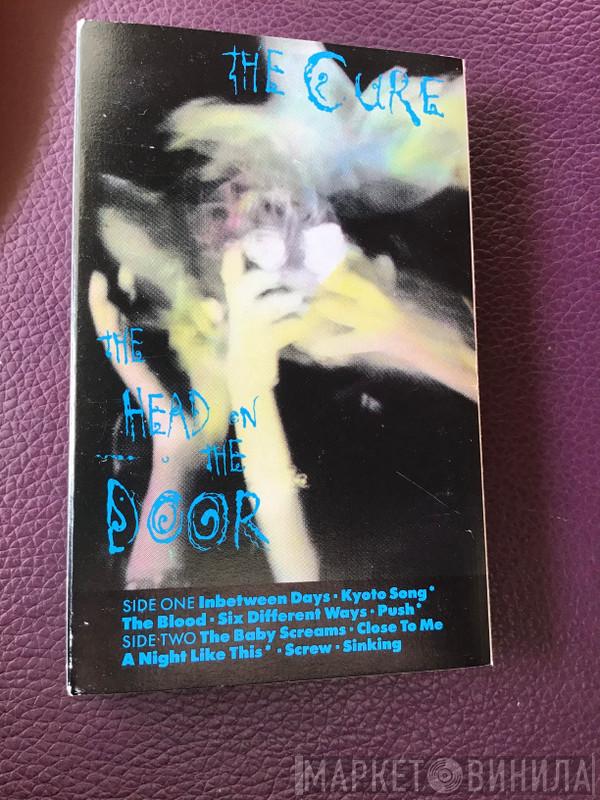 THE CURE
THE
HEAD ON
THE
DOOR
SIDE ONE Inbetween Days · Kyoto Song*
The Blood · Six Different Ways · Push*
SIDE TWO The Baby Screams · Close To Me
A Night Like This* · Screw · Sinking
МАРКЕТ ВИНИЛА